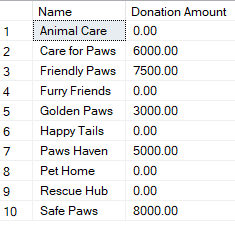 Name Donation Amount
1 Animal Care 0.00
2 Care for Paws 6000.00
3 Friendly Paws 7500.00
4 Furry Friends 0.00
5 Golden Paws 3000.00
6 Happy Tails 0.00
7 Paws Haven 5000.00
8 Pet Home 0.00
9 Rescue Hub 0.00
10 Safe Paws 8000.00